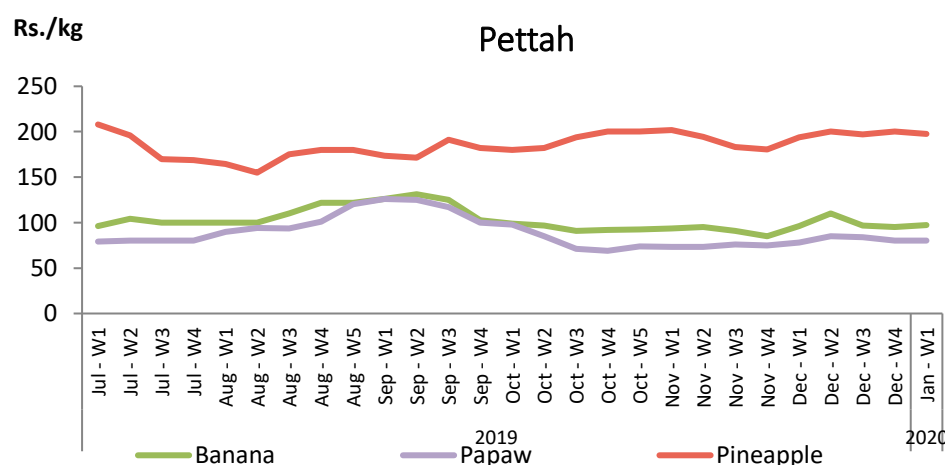 Rs./kg
Pettah
250
200
150
100
50
0
Jul - W1
Jul - W2
Jul - W3
Jul - W4
Aug - W1
Aug - W2
Aug - W3
Aug - W4
Aug - W5
Sep - W1
Sep - W2
Sep - W3
Sep - W4
Oct - W1
Oct - W2
Oct - W3
Oct - W4
Oct - W5
Nov - W1
Nov - W2
Nov - W3
Nov - W4
Dec - W1
Dec - W2
Dec - W3
Dec - W4
Jan - W1
2019
2020
Banana
Papaw
Pineapple